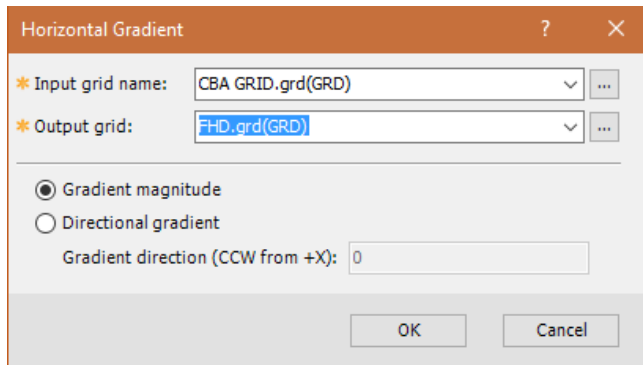 Horizontal Gradient ?
* Input grid name: CBA GRID.grd(GRD) ...
* Output grid: FHD.grd(GRD) ...
Gradient magnitude
Directional gradient
Gradient direction (CCW from +X): 0
OK Cancel